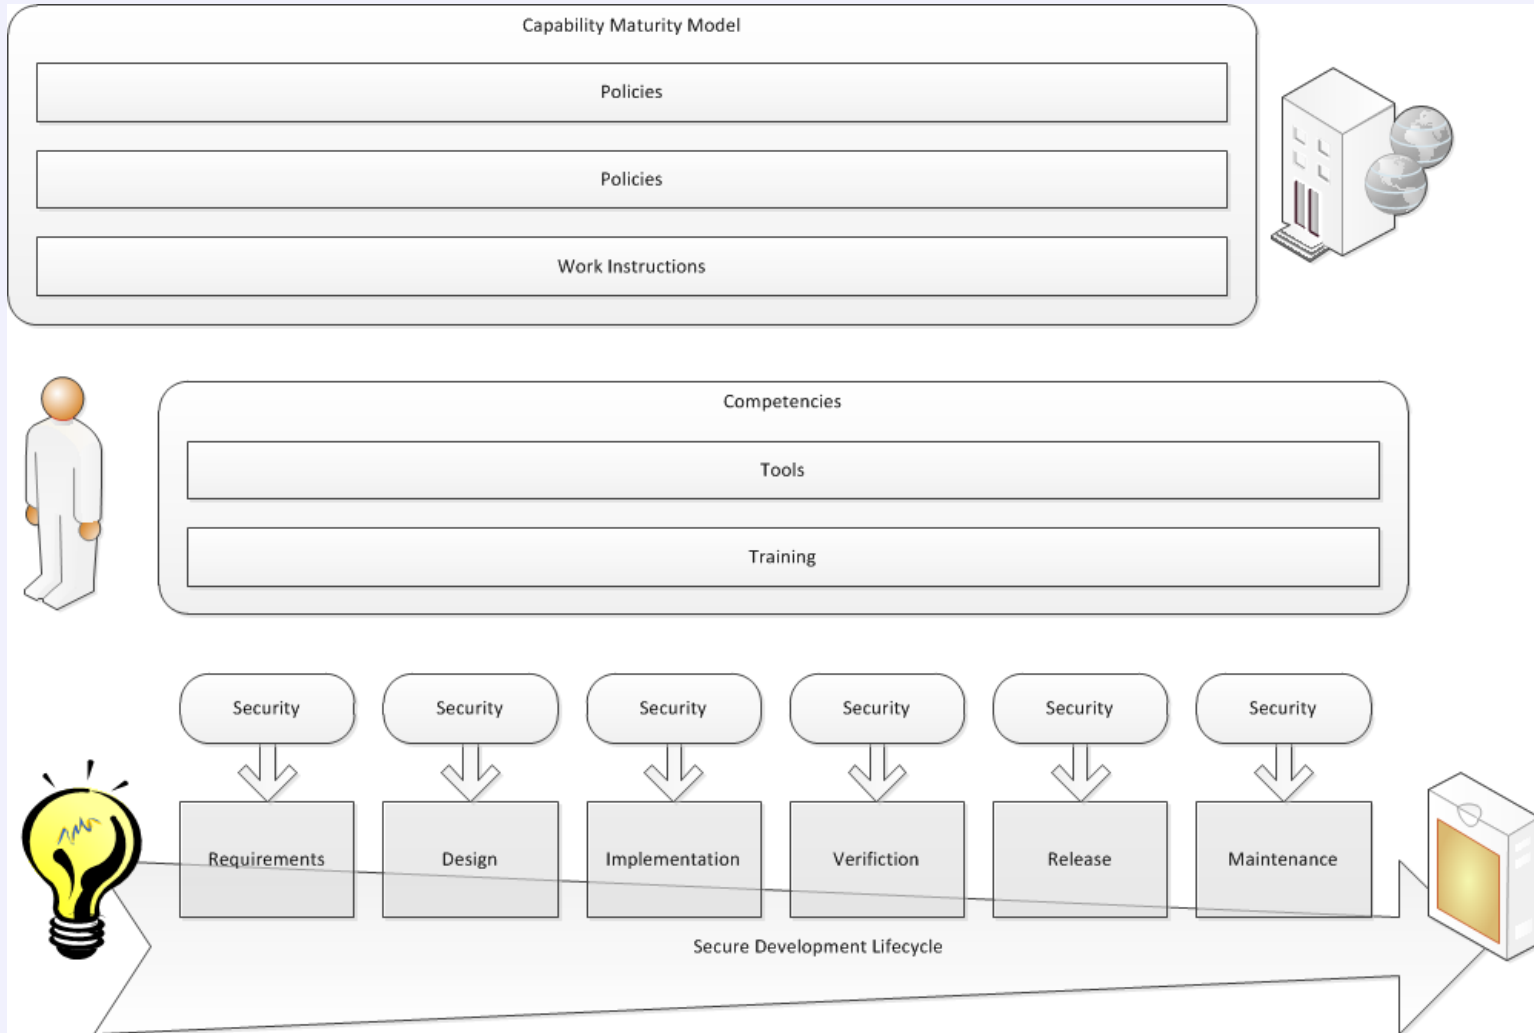 Capability Maturity Model
Policies
Policies
Work Instructions
Competencies
Tools
Training
Security
Security
Security
Security
Security
Security
Requirements
Design
Implementation
Verifiction
Release
Maintenance
Secure Development Lifecycle